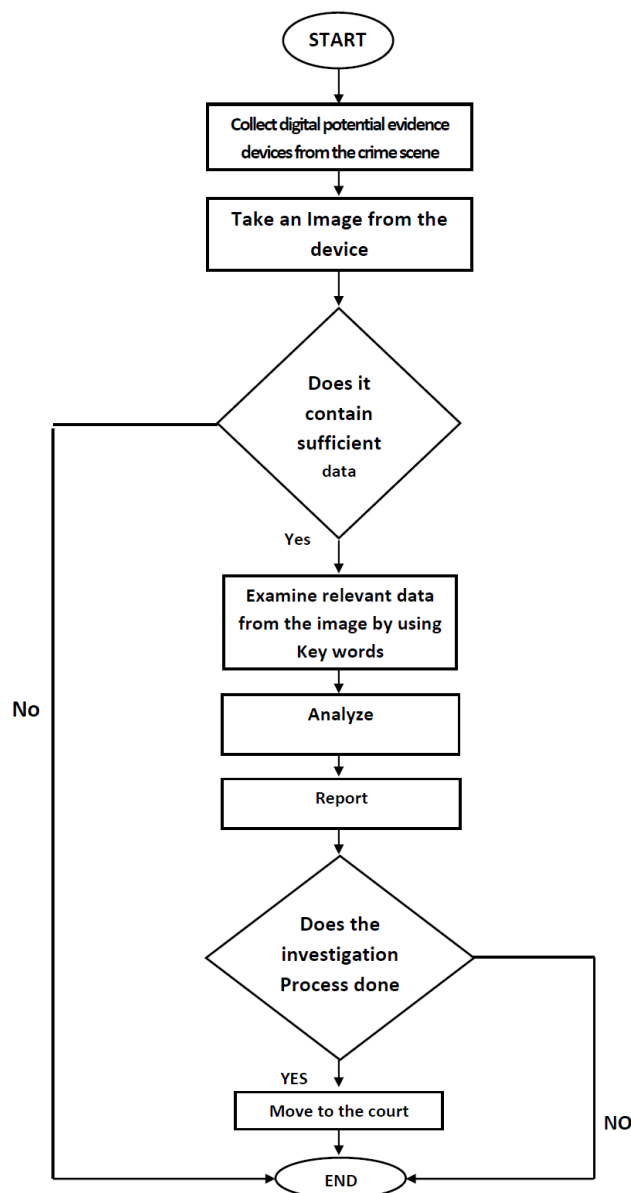 START
Collect digital potential evidence
devices from the crime scene
Take an Image from the
device
Does it
contain
sufficient
data
Yes
Examine relevant data
from the image by using
Key words
No
Analyze
Report
Does the
investigation
Process done
YES
Move to the court
NO
END